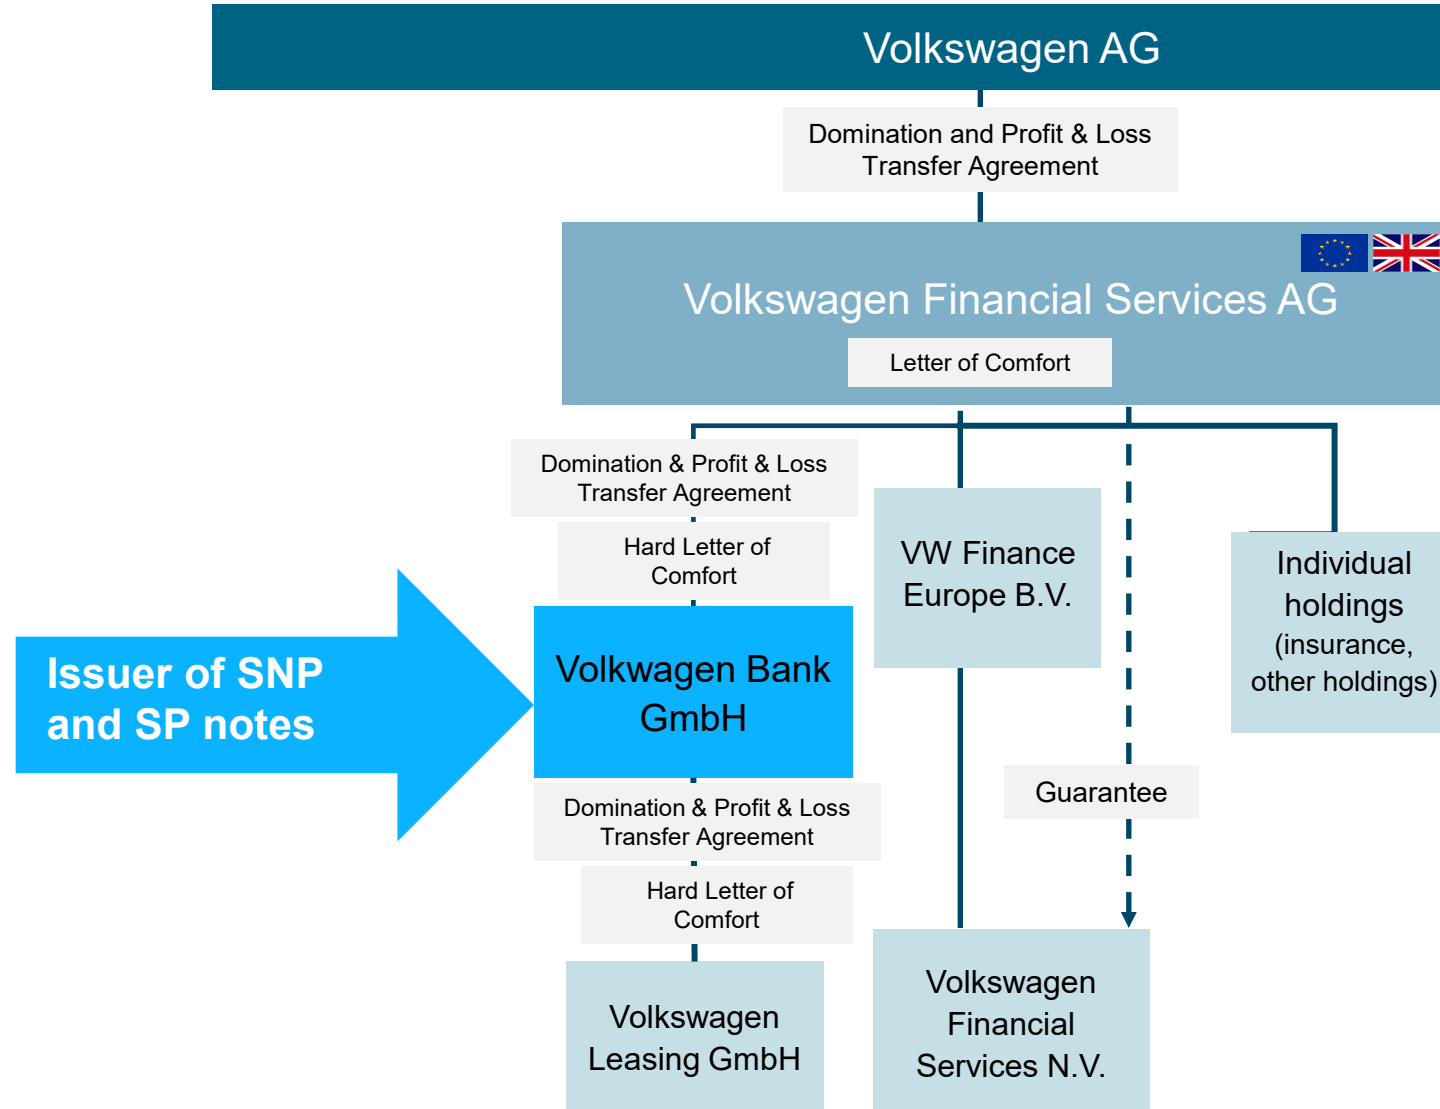 Volkswagen AG
Domination and Profit & Loss
Transfer Agreement
Volkswagen Financial Services AG
Letter of Comfort
Domination & Profit & Loss
Transfer Agreement
Hard Letter of
Comfort
VW Finance
Europe B.V.
Individual
holdings
(insurance,
other holdings)
Issuer of SNP
and SP notes
Volkwagen Bank
GmbH
Guarantee
Domination & Profit & Loss
Transfer Agreement
Hard Letter of
Comfort
Volkswagen
Leasing GmbH
Volkswagen
Financial
Services N.V.